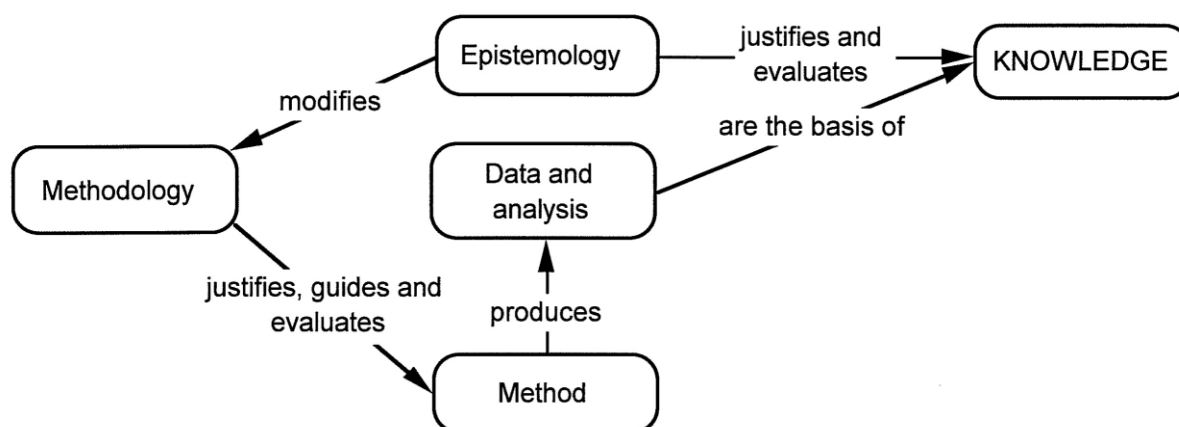 Epistemology
justifies and
evaluates
KNOWLEDGE
modifies
are the basis of
Methodology
Data and
analysis
justifies, guides and
evaluates
produces
Method